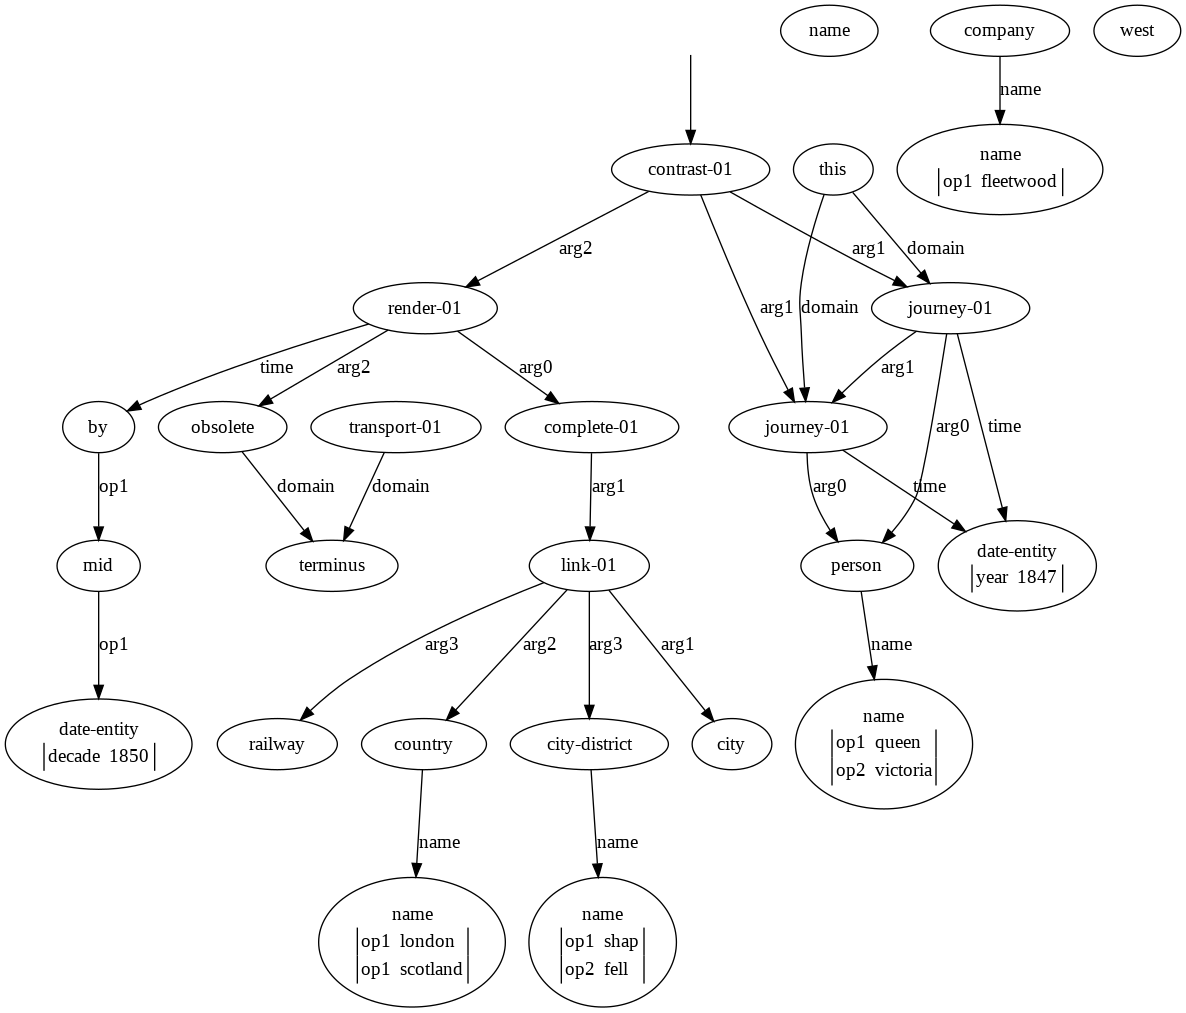 name
company
west
name
name
op1 fleetwood
contrast-01
this
arg2
arg1
domain
arg1
domain
render-01
journey-01
time
arg2
arg0
arg1
by
obsolete
transport-01
complete-01
journey-01
arg0
time
op1
domain
domain
arg1
arg0
time
mid
terminus
link-01
person
date-entity
year 1847
op1
arg3
arg2
arg3
arg1
name
date-entity
decade 1850
railway
country
city-district
city
name
op1 queen
op2 victoria
name
name
name
op1 london
op1 scotland
name
op1 shap
op2 fell